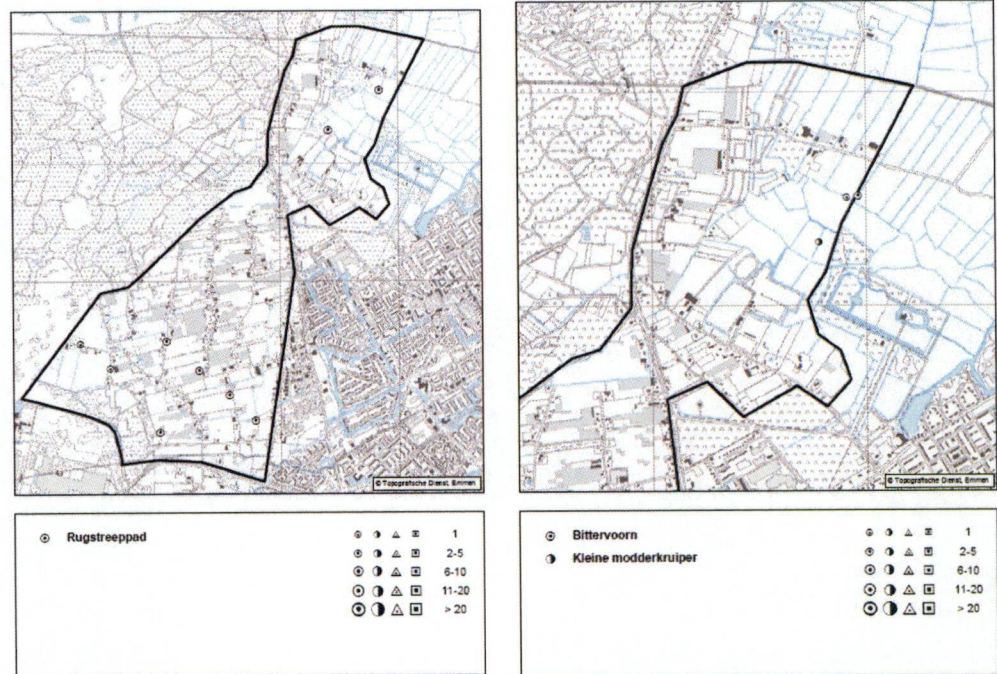 © Topografische Dienst, Emmen
© Topografische Dienst, Emmen
Rugstreeppad
1
2-5
6-10
11-20
> 20
Bittervoorn
Kleine modderkruiper
1
2-5
6-10
11-20
> 20